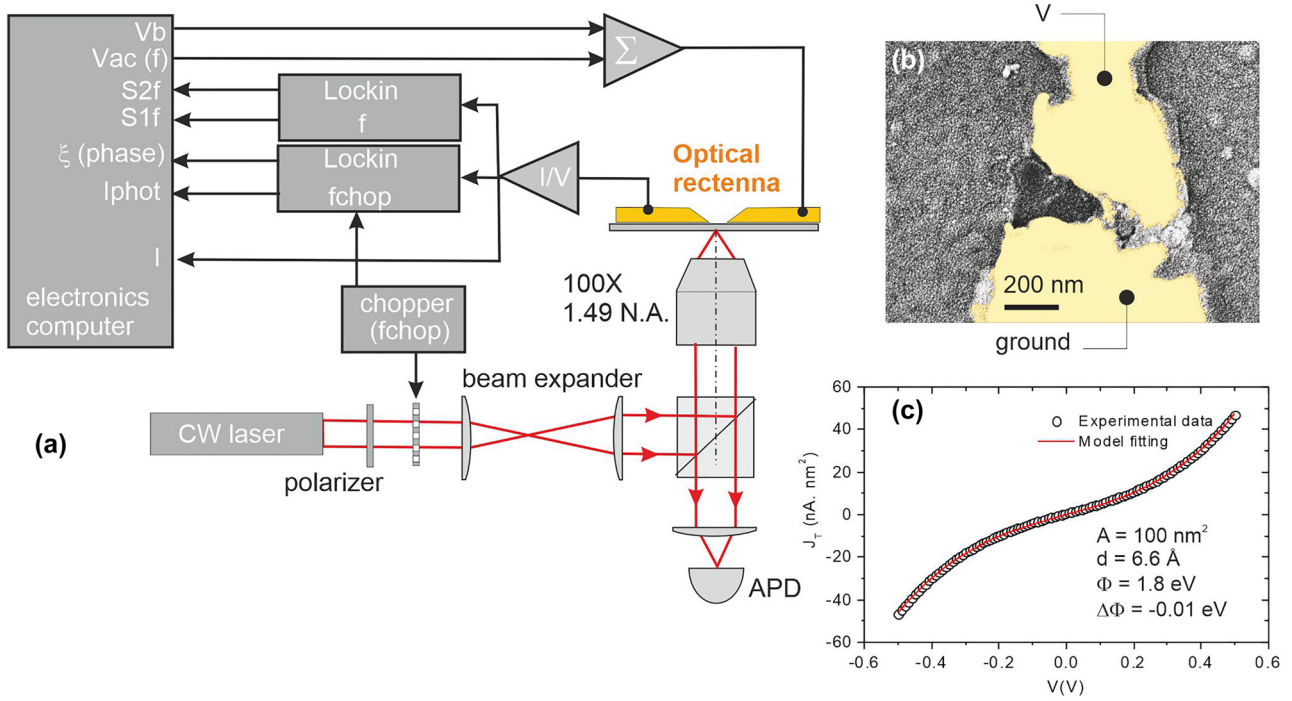 Vb
Vac (f)
S2f
S1f
ξ (phase)
Iphot
I
electronics
computer
Lockin
f
Lockin
fchop
chopper
(fchop)
Σ
I/V
Optical
rectenna
100X
1.49 N.A.
beam expander
(a)
CW laser
polarizer
APD
V
(b)
200 nm
ground
(c)
Experimental data
Model fitting
A = 100 nm²
d = 6.6 Å
Φ = 1.8 eV
ΔΦ = -0.01 eV
J_T (nA. nm²)
60
40
20
0
-20
-40
-60
-0.6 -0.4 -0.2 0.0 0.2 0.4 0.6
V(V)